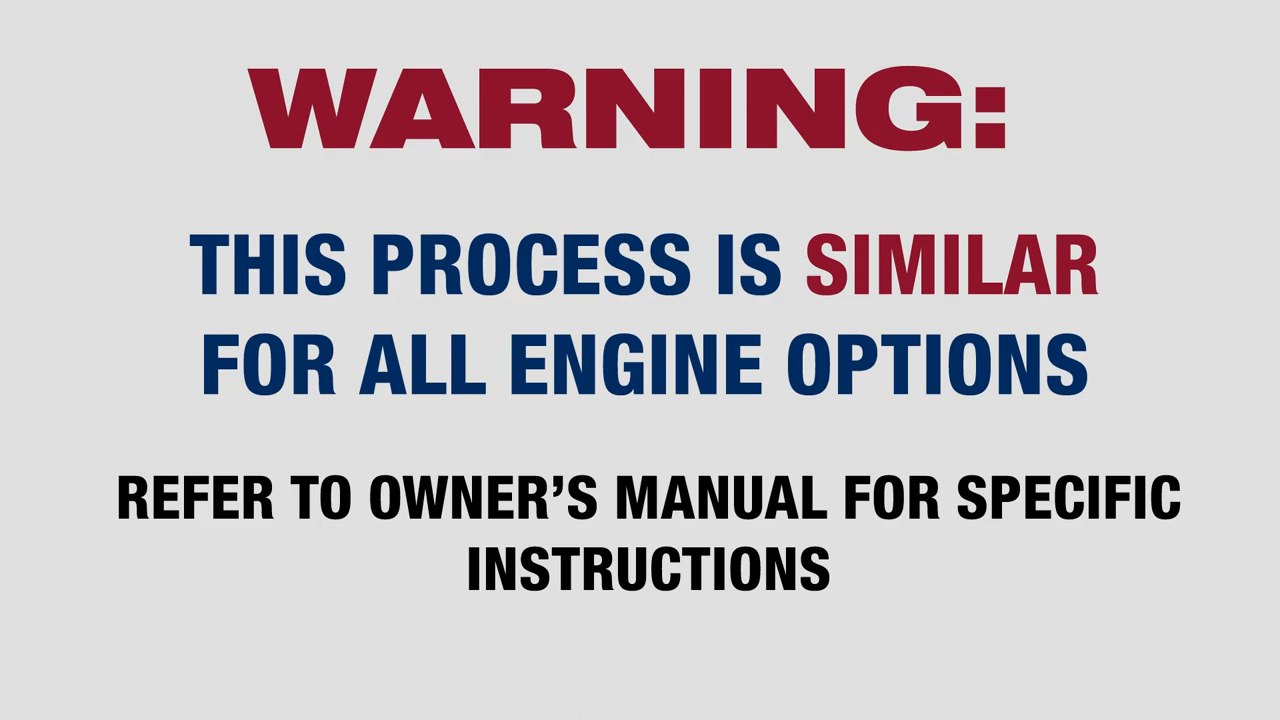 WARNING:
THIS PROCESS IS SIMILAR
FOR ALL ENGINE OPTIONS
REFER TO OWNER’S MANUAL FOR SPECIFIC
INSTRUCTIONS